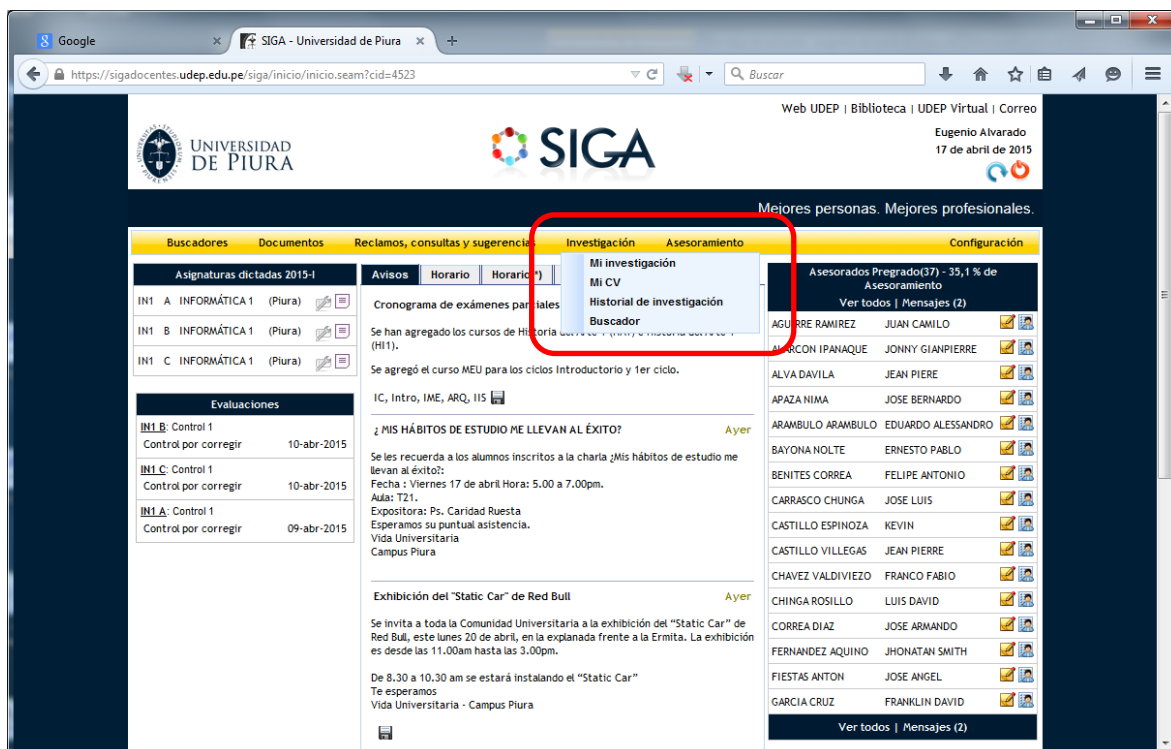 Google
SIGA - Universidad de Piura
https://sigadocentes.udep.edu.pe/siga/inicio/inicio.seam?cid=4523
Buscar
Web UDEP | Biblioteca | UDEP Virtual | Correo
UNIVERSIDAD
DE PIURA
SIGA
Eugenio Alvarado
17 de abril de 2015
Mejores personas. Mejores profesionales.
Buscadores Documentos Reclamos, consultas y sugerencias Investigación Asesoramiento Configuración
Mi investigación
Mi CV
Historial de investigación
Buscador
Asignaturas dictadas 2015-I
IN1 A INFORMÁTICA 1 (Piura)
IN1 B INFORMÁTICA 1 (Piura)
IN1 C INFORMÁTICA 1 (Piura)
Evaluaciones
IN1 B: Control 1
Control por corregir 10-abr-2015
IN1 C: Control 1
Control por corregir 10-abr-2015
IN1 A: Control 1
Control por corregir 09-abr-2015
Avisos Horario Horario(*)
Cronograma de exámenes parciales
Se han agregado los cursos de Historia
(HI1).
Se agregó el curso MEU para los ciclos Introductorio y 1er ciclo.
IC, Intro, IME, ARQ, IIS
¿ MIS HÁBITOS DE ESTUDIO ME LLEVAN AL ÉXITO? Ayer
Se les recuerda a los alumnos inscritos a la charla ¿Mis hábitos de estudio me
llevan al éxito?:
Fecha : Viernes 17 de abril Hora: 5.00 a 7.00pm.
Aula: T21.
Expositora: Ps. Caridad Ruesta
Esperamos su puntual asistencia.
Vida Universitaria
Campus Piura
Exhibición del "Static Car" de Red Bull Ayer
Se invita a toda la Comunidad Universitaria a la exhibición del “Static Car” de
Red Bull, este lunes 20 de abril, en la explanada frente a la Ermita. La exhibición
es desde las 11.00am hasta las 3.00pm.
De 8.30 a 10.30 am se estará instalando el “Static Car”
Te esperamos
Vida Universitaria - Campus Piura
Asesorados Pregrado(37) - 35,1 % de
Asesoramiento
Ver todos | Mensajes (2)
AGUIRRE RAMIREZ JUAN CAMILO
ALARCON IPANAQUE JONNY GIANPIERRE
ALVA DAVILA JEAN PIERE
APAZA NIMA JOSE BERNARDO
ARAMBULO ARAMBULO EDUARDO ALESSANDRO
BAYONA NOLTE ERNESTO PABLO
BENITES CORREA FELIPE ANTONIO
CARRASCO CHUNGA JOSE LUIS
CASTILLO ESPINOZA KEVIN
CASTILLO VILLEGAS JEAN PIERRE
CHAVEZ VALDIVIEZO FRANCO FABIO
CHINGA ROSILLO LUIS DAVID
CORREA DIAZ JOSE ARMANDO
FERNANDEZ AQUINO JHONATAN SMITH
FIESTAS ANTON JOSE ANGEL
GARCIA CRUZ FRANKLIN DAVID
Ver todos | Mensajes (2)